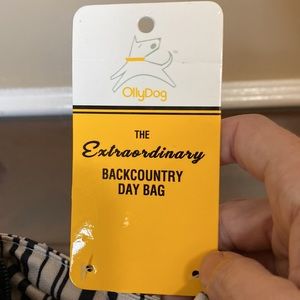 OllyDog
THE
Extraordinary
BACKCOUNTRY
DAY BAG